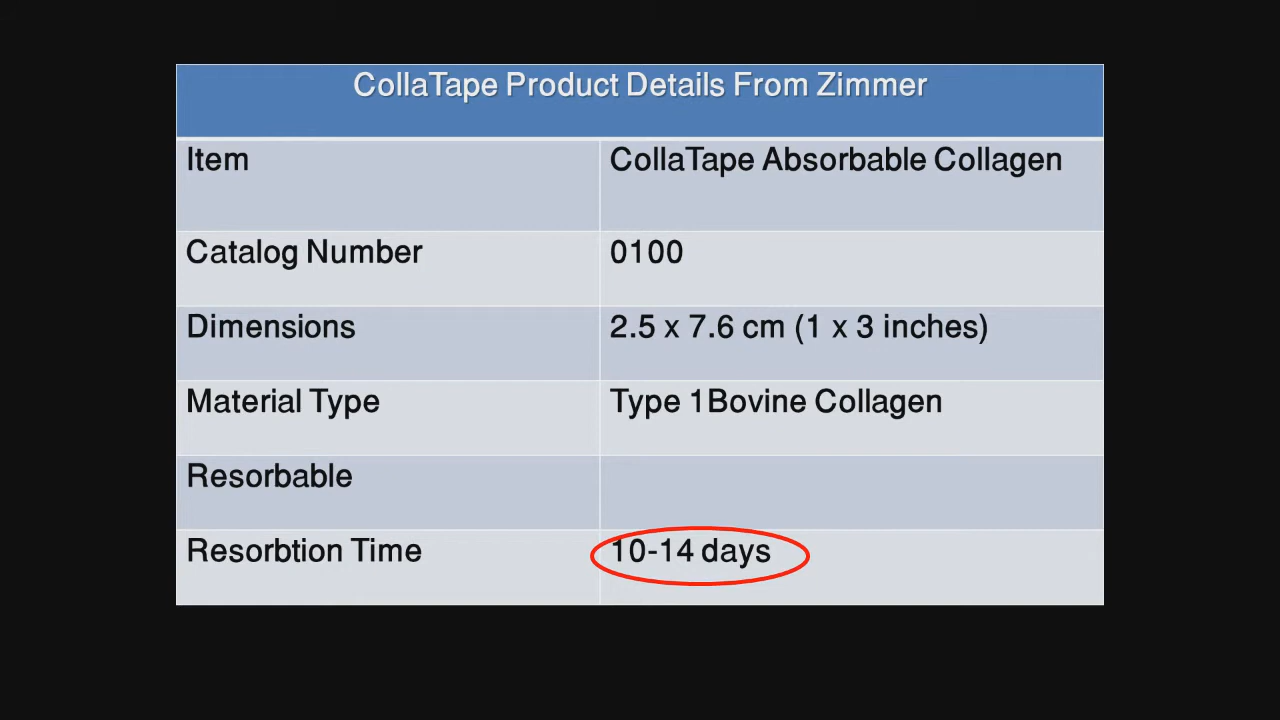 CollaTape Product Details From Zimmer
Item CollaTape Absorbable Collagen
Catalog Number 0100
Dimensions 2.5 x 7.6 cm (1 x 3 inches)
Material Type Type 1Bovine Collagen
Resorbable
Resorbtion Time 10-14 days